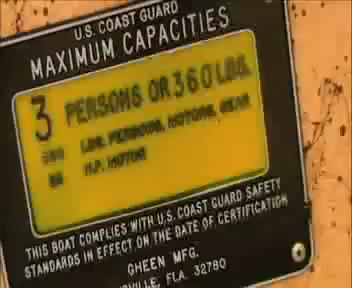 U.S. COAST GUARD
MAXIMUM CAPACITIES
3 PERSONS OR 360 LBS.
LBS. PERSONS, MOTORS, GEAR
H.P. MOTOR
THIS BOAT COMPLIES WITH U.S. COAST GUARD SAFETY
STANDARDS IN EFFECT ON THE DATE OF CERTIFICATION
GHEEN MFG.
VILLE, FLA. 32780